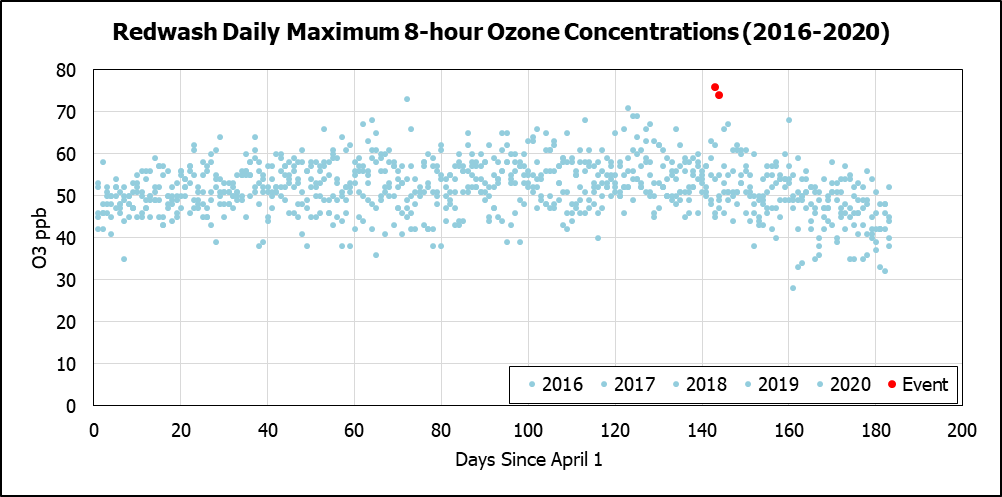 Redwash Daily Maximum 8-hour Ozone Concentrations (2016-2020)
80
70
60
50
40
30
20
10
0
O3 ppb
0 20 40 60 80 100 120 140 160 180 200
Days Since April 1
2016 2017 2018 2019 2020 Event